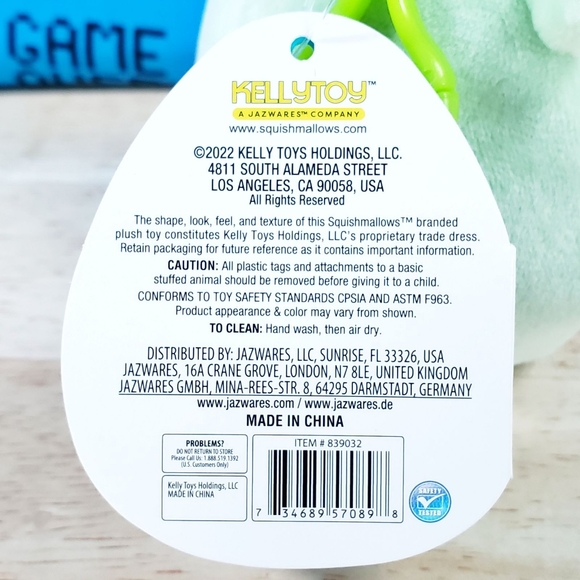 GAME
KELLYTOY™
A JAZWARES™ COMPANY
www.squishmallows.com
©2022 KELLY TOYS HOLDINGS, LLC.
4811 SOUTH ALAMEDA STREET
LOS ANGELES, CA 90058, USA
All Rights Reserved
The shape, look, feel, and texture of this Squishmallows™ branded
plush toy constitutes Kelly Toys Holdings, LLC's proprietary trade dress.
Retain packaging for future reference as it contains important information.
CAUTION: All plastic tags and attachments to a basic
stuffed animal should be removed before giving it to a child.
CONFORMS TO TOY SAFETY STANDARDS CPSIA AND ASTM F963.
Product appearance & color may vary from shown.
TO CLEAN: Hand wash, then air dry.
DISTRIBUTED BY: JAZWARES, LLC, SUNRISE, FL 33326, USA
JAZWARES, 16A CRANE GROVE, LONDON, N7 8LE, UNITED KINGDOM
JAZWARES GMBH, MINA-REES-STR. 8, 64295 DARMSTADT, GERMANY
www.jazwares.com / www.jazwares.de
MADE IN CHINA
PROBLEMS?
DO NOT RETURN TO STORE
Please Call Us: 1.888.519.1392
(U.S. Customers Only)
Kelly Toys Holdings, LLC
MADE IN CHINA
ITEM # 839032
7 34689 57089 8
SAFETY
TESTED